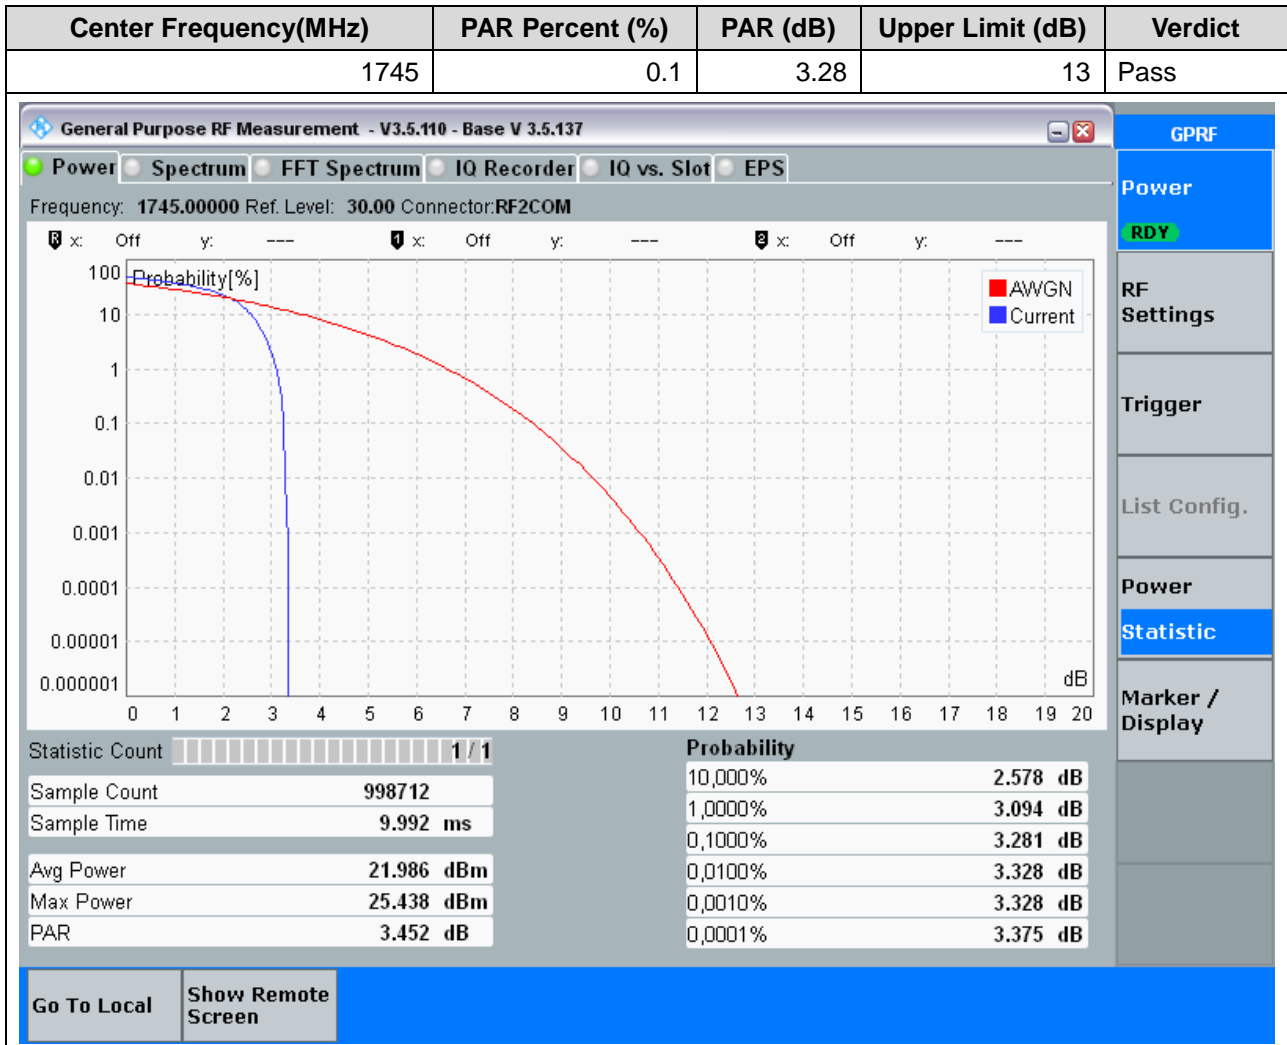 Center Frequency(MHz) PAR Percent (%) PAR (dB) Upper Limit (dB) Verdict
1745 0.1 3.28 13 Pass
General Purpose RF Measurement - V3.5.110 - Base V 3.5.137
GPRF
Power Spectrum FFT Spectrum IQ Recorder IQ vs. Slot EPS
Power
RDY
Frequency: 1745.00000 Ref. Level: 30.00 Connector:RF2COM
R x: Off y: --- 1 x: Off y: --- 2 x: Off y: ---
Probability[%]
AWGN
Current
100
10
1
0.1
0.01
0.001
0.0001
0.00001
0.000001
dB
0 1 2 3 4 5 6 7 8 9 10 11 12 13 14 15 16 17 18 19 20
RF
Settings
Trigger
List Config.
Power
Statistic
Marker /
Display
Statistic Count 1 / 1
Sample Count 998712
Sample Time 9.992 ms
Avg Power 21.986 dBm
Max Power 25.438 dBm
PAR 3.452 dB
Probability
10,000% 2.578 dB
1,0000% 3.094 dB
0,1000% 3.281 dB
0,0100% 3.328 dB
0,0010% 3.328 dB
0,0001% 3.375 dB
Go To Local
Show Remote
Screen